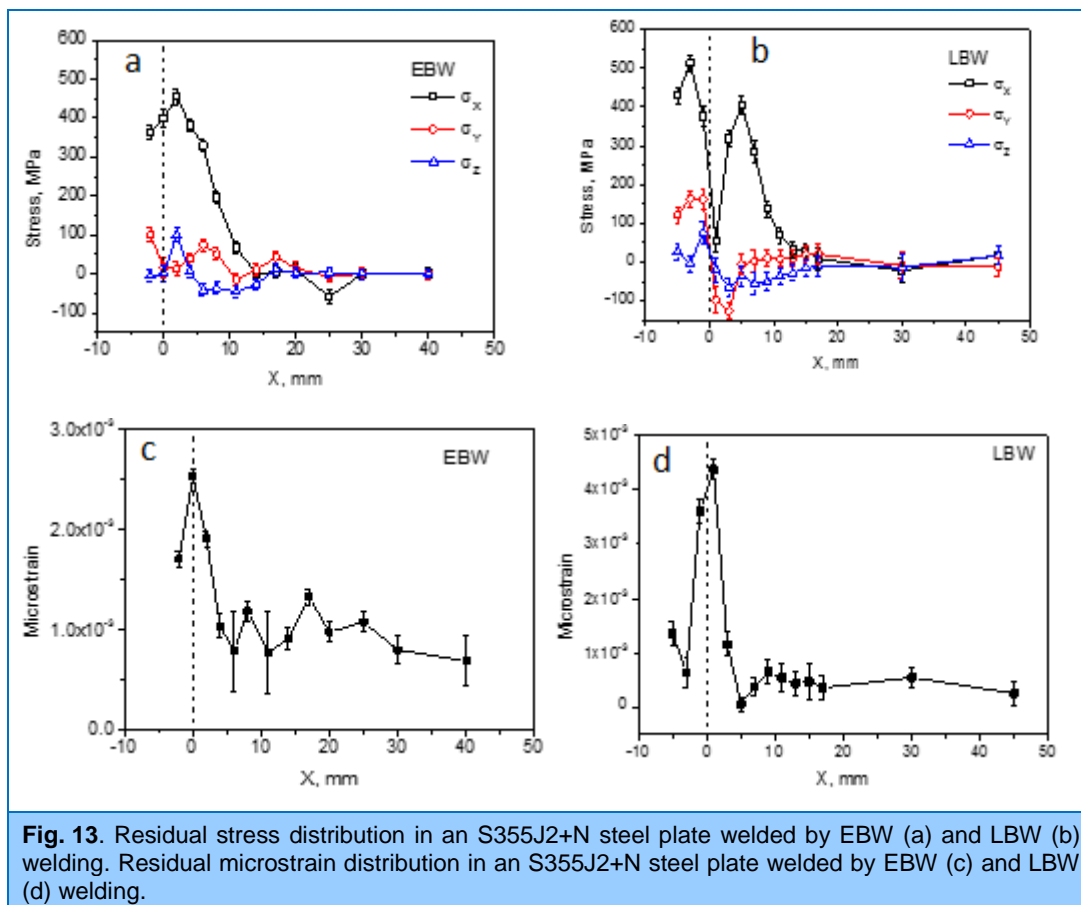 a
EBW
σX
σY
σZ
600
500
400
300
200
100
0
-100
Stress, MPa
-10 0 10 20 30 40 50
X, mm
b
LBW
σX
σY
σZ
600
500
400
300
200
100
0
-100
Stress, MPa
-10 0 10 20 30 40 50
X, mm
c
EBW
3.0x10⁻³
2.0x10⁻³
1.0x10⁻³
0.0
Microstrain
-10 0 10 20 30 40 50
X, mm
d
LBW
5x10⁻³
4x10⁻³
3x10⁻³
2x10⁻³
1x10⁻³
0
Microstrain
-10 0 10 20 30 40 50
X, mm
Fig. 13. Residual stress distribution in an S355J2+N steel plate welded by EBW (a) and LBW (b)
welding. Residual microstrain distribution in an S355J2+N steel plate welded by EBW (c) and LBW
(d) welding.